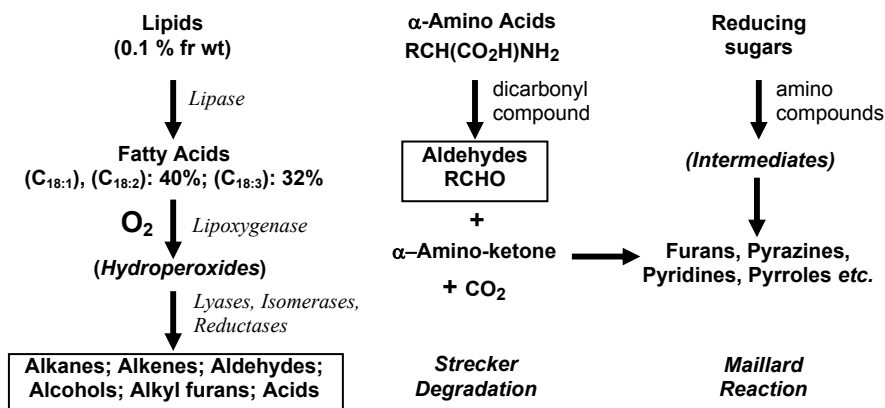 Lipids
(0.1 % fr wt)
Lipase
Fatty Acids
(C18:1), (C18:2): 40%; (C18:3): 32%
O2
Lipoxygenase
(Hydroperoxides)
Lyases, Isomerases,
Reductases
Alkanes; Alkenes; Aldehydes;
Alcohols; Alkyl furans; Acids
α-Amino Acids
RCH(CO2H)NH2
dicarbonyl
compound
Aldehydes
RCHO
+
α–Amino-ketone
+ CO2
Strecker
Degradation
Reducing
sugars
amino
compounds
(Intermediates)
Furans, Pyrazines,
Pyridines, Pyrroles etc.
Maillard
Reaction